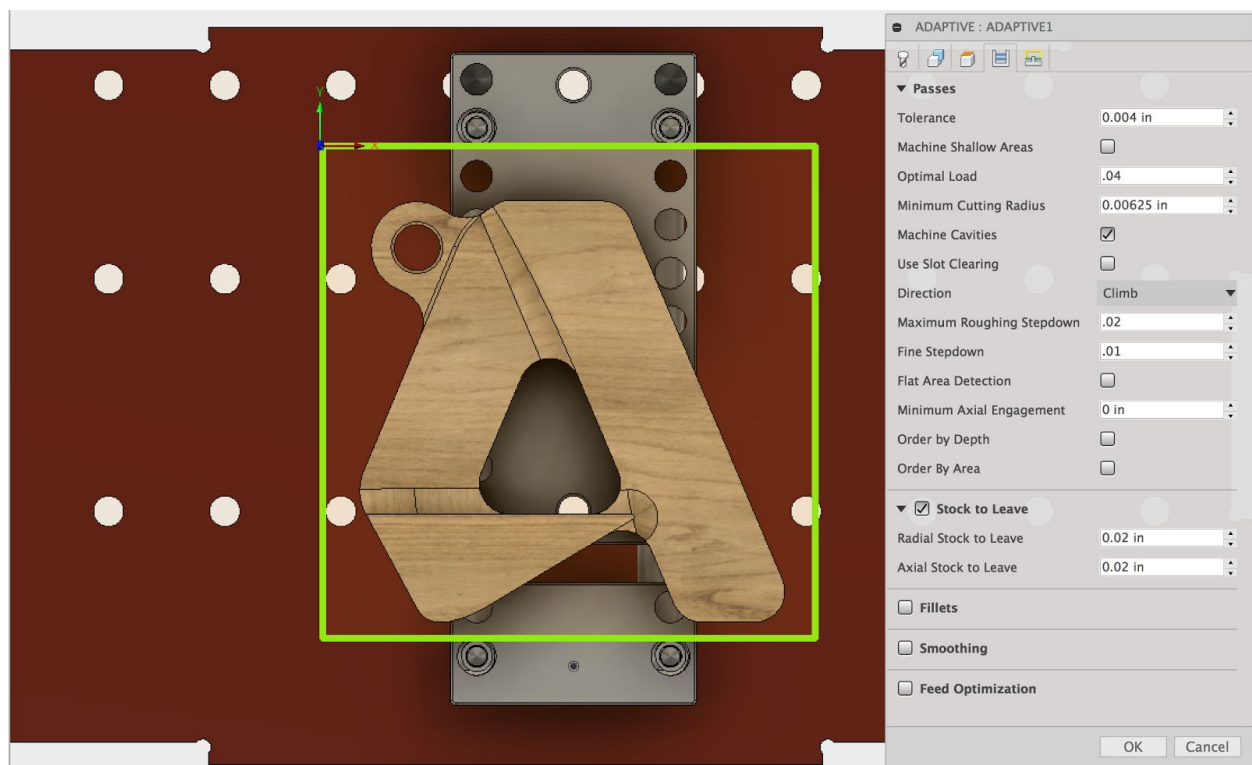 ADAPTIVE : ADAPTIVE1
Passes
Tolerance 0.004 in
Machine Shallow Areas
Optimal Load .04
Minimum Cutting Radius 0.00625 in
Machine Cavities
Use Slot Clearing
Direction Climb
Maximum Roughing Stepdown .02
Fine Stepdown .01
Flat Area Detection
Minimum Axial Engagement 0 in
Order by Depth
Order By Area
Stock to Leave
Radial Stock to Leave 0.02 in
Axial Stock to Leave 0.02 in
Fillets
Smoothing
Feed Optimization
OK Cancel
Y
X